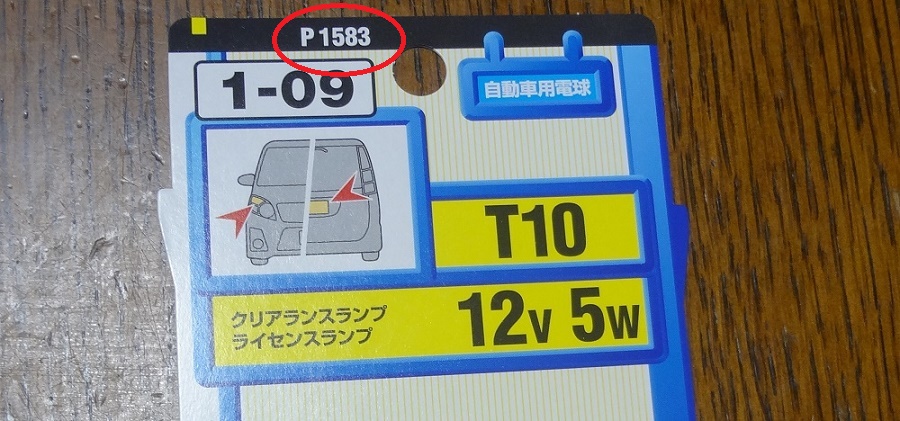 P1583
1-09
自動車用電球
T10
クリアランスランプ
ライセンスランプ
12V 5W